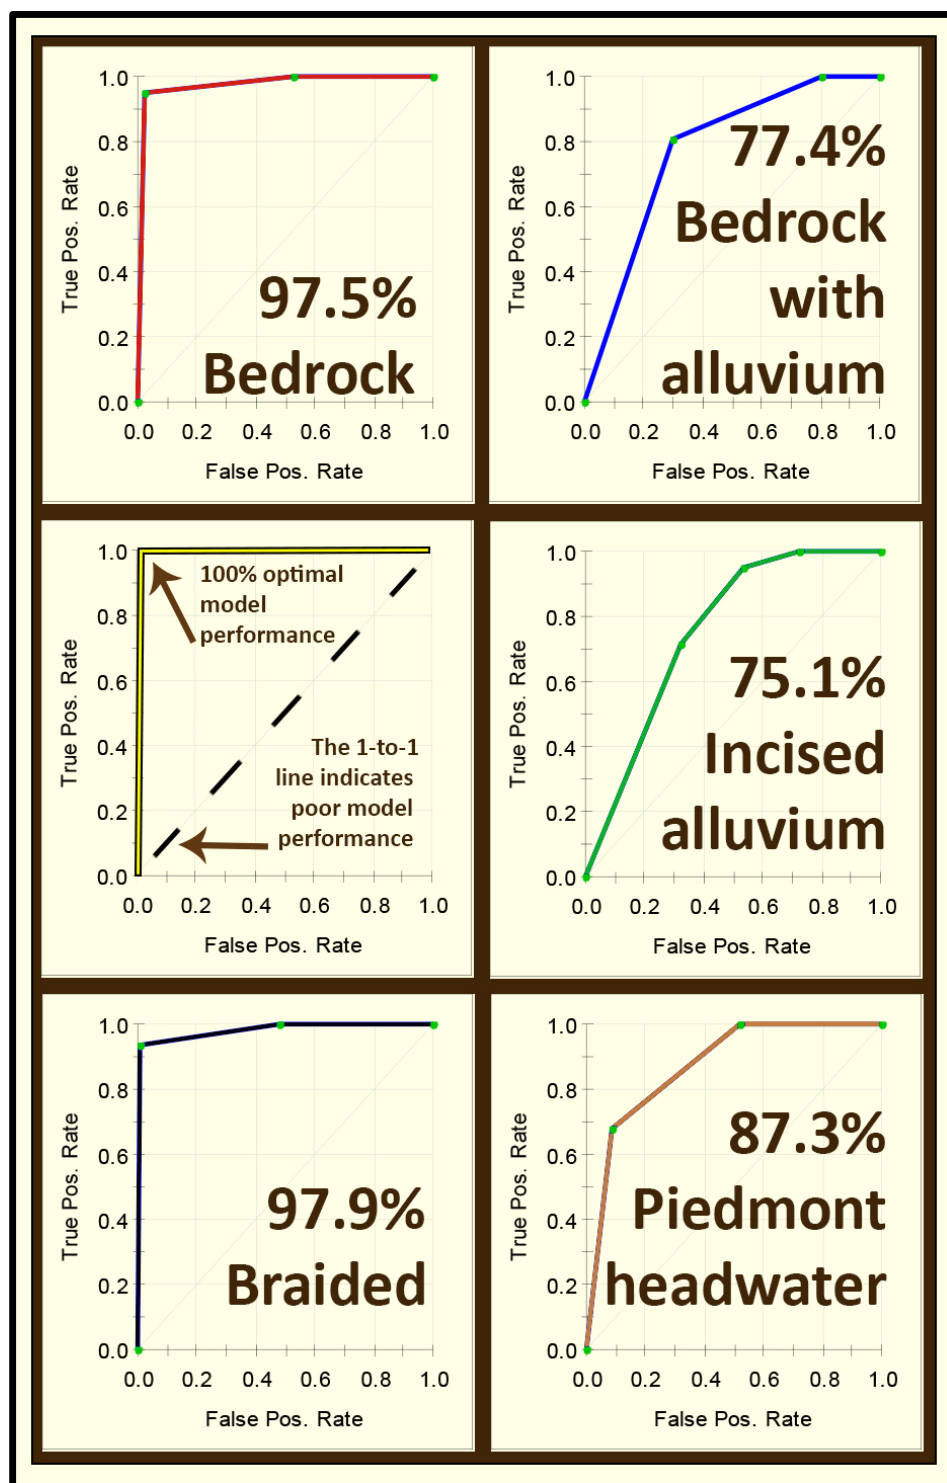 1.0
0.8
0.6
0.4
0.2
0.0
True Pos. Rate
97.5%
Bedrock
0.0 0.2 0.4 0.6 0.8 1.0
False Pos. Rate
1.0
0.8
0.6
0.4
0.2
0.0
True Pos. Rate
77.4%
Bedrock
with
alluvium
0.0 0.2 0.4 0.6 0.8 1.0
False Pos. Rate
1.0
0.8
0.6
0.4
0.2
0.0
True Pos. Rate
100% optimal
model
performance
The 1-to-1
line indicates
poor model
performance
0.0 0.2 0.4 0.6 0.8 1.0
False Pos. Rate
1.0
0.8
0.6
0.4
0.2
0.0
True Pos. Rate
75.1%
Incised
alluvium
0.0 0.2 0.4 0.6 0.8 1.0
False Pos. Rate
1.0
0.8
0.6
0.4
0.2
0.0
True Pos. Rate
97.9%
Braided
0.0 0.2 0.4 0.6 0.8 1.0
False Pos. Rate
1.0
0.8
0.6
0.4
0.2
0.0
True Pos. Rate
87.3%
Piedmont
headwater
0.0 0.2 0.4 0.6 0.8 1.0
False Pos. Rate